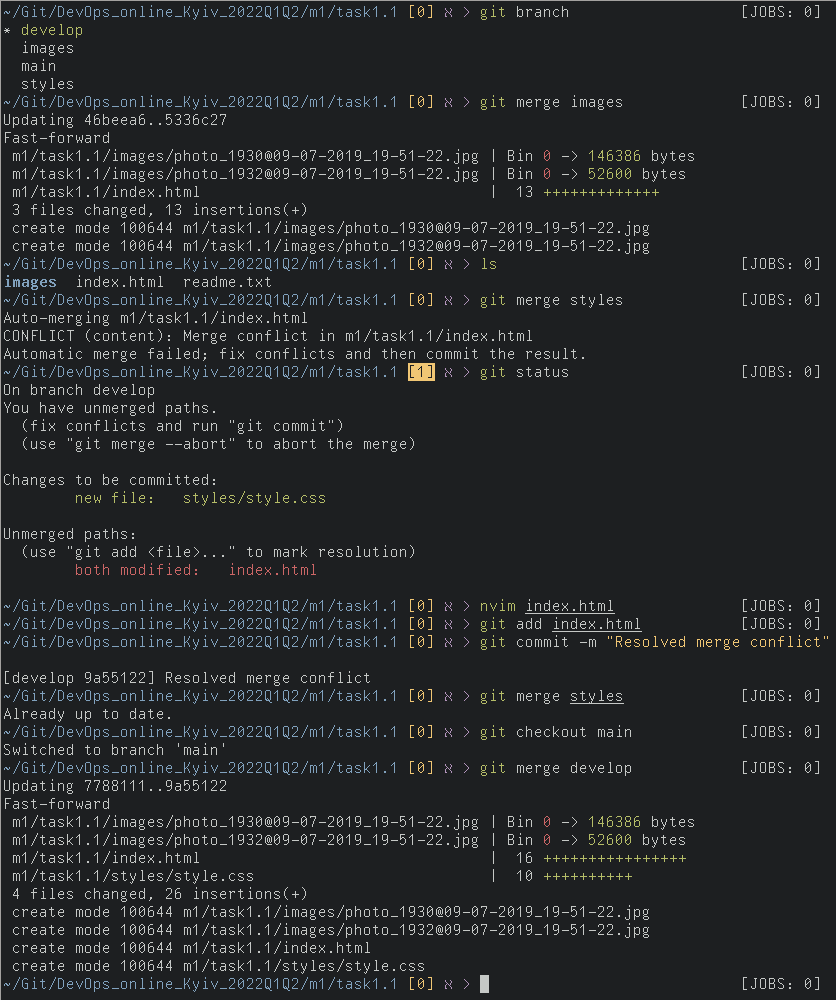 ~/Git/DevOps_online_Kyiv_2022Q1Q2/m1/task1.1 [0] א > git branch [JOBS: 0]
* develop
  images
  main
  styles
~/Git/DevOps_online_Kyiv_2022Q1Q2/m1/task1.1 [0] א > git merge images [JOBS: 0]
Updating 46beea6..5336c27
Fast-forward
 m1/task1.1/images/photo_1930@09-07-2019_19-51-22.jpg | Bin 0 -> 146386 bytes
 m1/task1.1/images/photo_1932@09-07-2019_19-51-22.jpg | Bin 0 -> 52600 bytes
 m1/task1.1/index.html | 13 +++++++++++++
 3 files changed, 13 insertions(+)
 create mode 100644 m1/task1.1/images/photo_1930@09-07-2019_19-51-22.jpg
 create mode 100644 m1/task1.1/images/photo_1932@09-07-2019_19-51-22.jpg
~/Git/DevOps_online_Kyiv_2022Q1Q2/m1/task1.1 [0] א > ls [JOBS: 0]
images  index.html  readme.txt
~/Git/DevOps_online_Kyiv_2022Q1Q2/m1/task1.1 [0] א > git merge styles [JOBS: 0]
Auto-merging m1/task1.1/index.html
CONFLICT (content): Merge conflict in m1/task1.1/index.html
Automatic merge failed; fix conflicts and then commit the result.
~/Git/DevOps_online_Kyiv_2022Q1Q2/m1/task1.1 [1] א > git status [JOBS: 0]
On branch develop
You have unmerged paths.
  (fix conflicts and run "git commit")
  (use "git merge --abort" to abort the merge)
Changes to be committed:
        new file:   styles/style.css
Unmerged paths:
  (use "git add <file>..." to mark resolution)
        both modified:   index.html
~/Git/DevOps_online_Kyiv_2022Q1Q2/m1/task1.1 [0] א > nvim index.html [JOBS: 0]
~/Git/DevOps_online_Kyiv_2022Q1Q2/m1/task1.1 [0] א > git add index.html [JOBS: 0]
~/Git/DevOps_online_Kyiv_2022Q1Q2/m1/task1.1 [0] א > git commit -m "Resolved merge conflict"
[develop 9a55122] Resolved merge conflict
~/Git/DevOps_online_Kyiv_2022Q1Q2/m1/task1.1 [0] א > git merge styles [JOBS: 0]
Already up to date.
~/Git/DevOps_online_Kyiv_2022Q1Q2/m1/task1.1 [0] א > git checkout main [JOBS: 0]
Switched to branch 'main'
~/Git/DevOps_online_Kyiv_2022Q1Q2/m1/task1.1 [0] א > git merge develop [JOBS: 0]
Updating 7788111..9a55122
Fast-forward
 m1/task1.1/images/photo_1930@09-07-2019_19-51-22.jpg | Bin 0 -> 146386 bytes
 m1/task1.1/images/photo_1932@09-07-2019_19-51-22.jpg | Bin 0 -> 52600 bytes
 m1/task1.1/index.html | 16 ++++++++++++++++
 m1/task1.1/styles/style.css | 10 ++++++++++
 4 files changed, 26 insertions(+)
 create mode 100644 m1/task1.1/images/photo_1930@09-07-2019_19-51-22.jpg
 create mode 100644 m1/task1.1/images/photo_1932@09-07-2019_19-51-22.jpg
 create mode 100644 m1/task1.1/index.html
 create mode 100644 m1/task1.1/styles/style.css
~/Git/DevOps_online_Kyiv_2022Q1Q2/m1/task1.1 [0] א > [JOBS: 0]